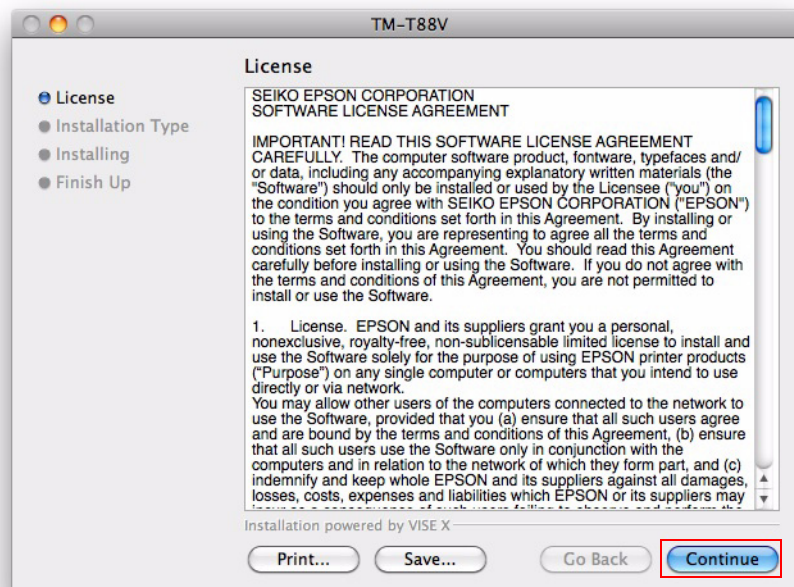 TM-T88V
License
License
Installation Type
Installing
Finish Up
SEIKO EPSON CORPORATION
SOFTWARE LICENSE AGREEMENT
IMPORTANT! READ THIS SOFTWARE LICENSE AGREEMENT
CAREFULLY.  The computer software product, fontware, typefaces and/
or data, including any accompanying explanatory written materials (the
"Software") should only be installed or used by the Licensee ("you") on
the condition you agree with SEIKO EPSON CORPORATION ("EPSON")
to the terms and conditions set forth in this Agreement.  By installing or
using the Software, you are representing to agree all the terms and
conditions set forth in this Agreement.  You should read this Agreement
carefully before installing or using the Software.  If you do not agree with
the terms and conditions of this Agreement, you are not permitted to
install or use the Software.
1.    License.  EPSON and its suppliers grant you a personal,
nonexclusive, royalty-free, non-sublicensable limited license to install and
use the Software solely for the purpose of using EPSON printer products
(“Purpose”) on any single computer or computers that you intend to use
directly or via network.
You may allow other users of the computers connected to the network to
use the Software, provided that you (a) ensure that all such users agree
and are bound by the terms and conditions of this Agreement, (b) ensure
that all such users use the Software only in conjunction with the
computers and in relation to the network of which they form part, and (c)
indemnify and keep whole EPSON and its suppliers against all damages,
losses, costs, expenses and liabilities which EPSON or its suppliers may
Installation powered by VISE X
Print...
Save...
Go Back
Continue